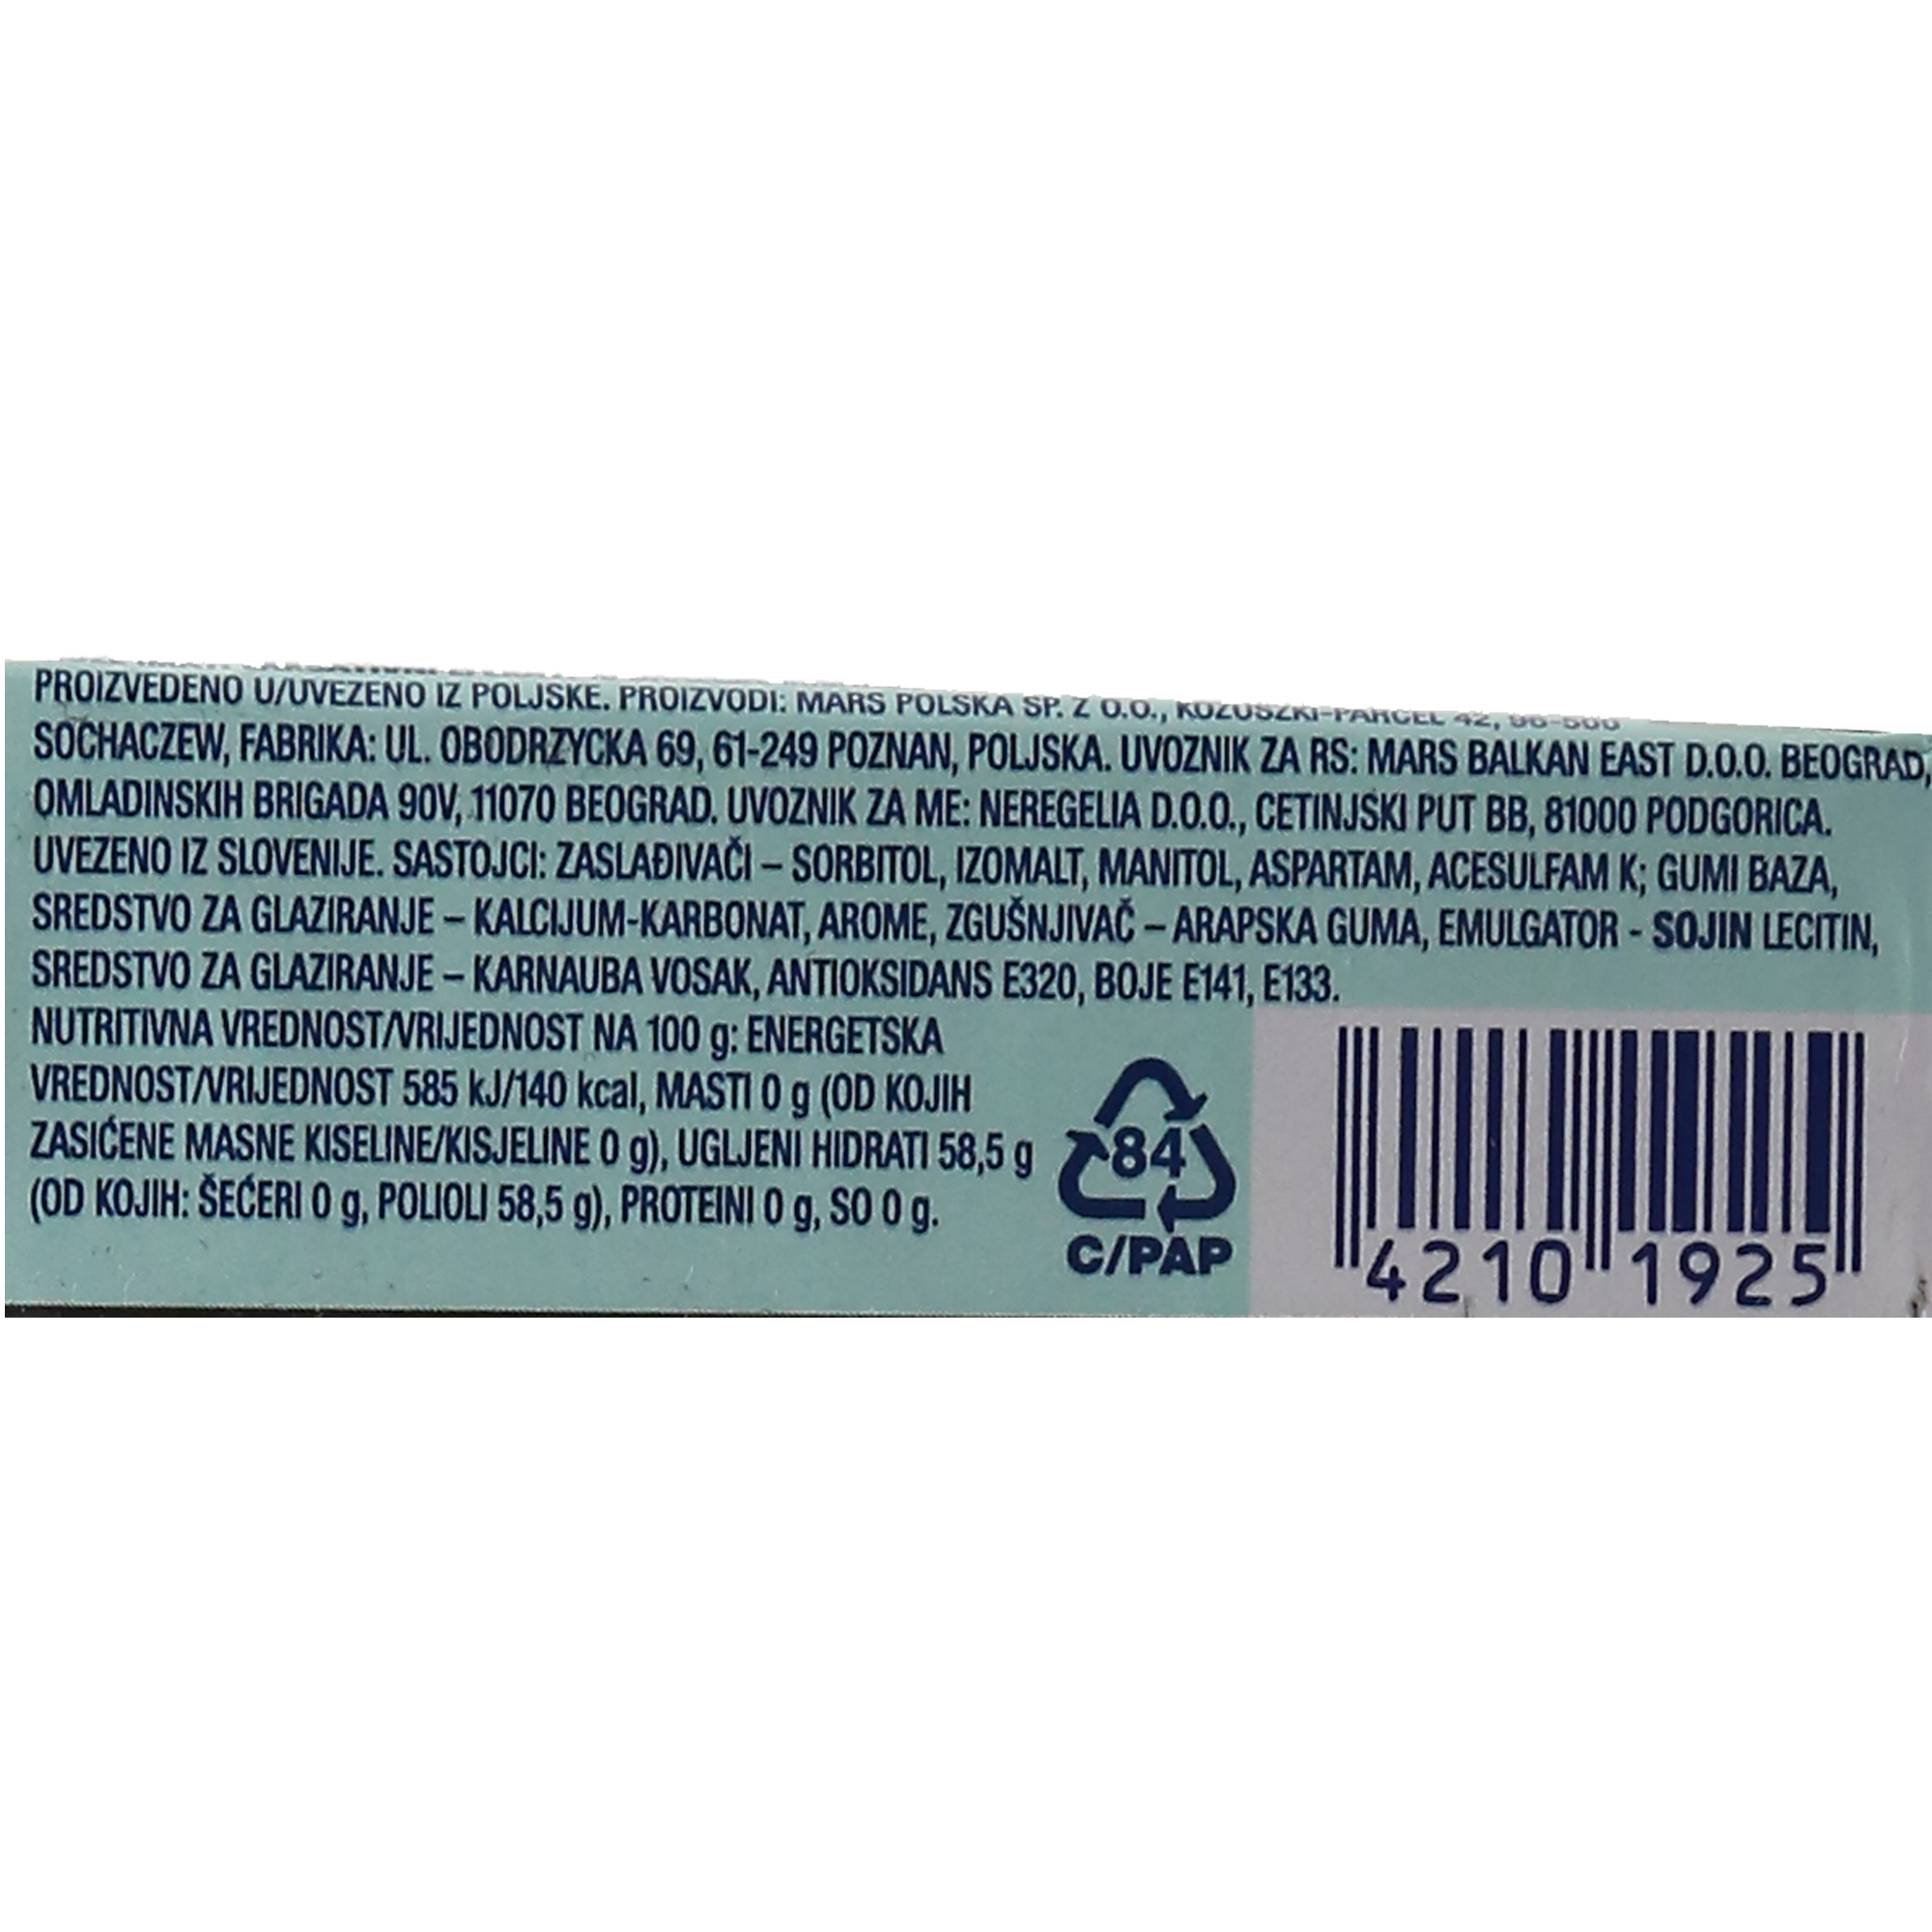 PROIZVEDENO U/UVEZENO IZ POLJSKE. PROIZVODI: MARS POLSKA SP. Z O.O., KOZUSZKI-PARCEL 42, 96-500
SOCHACZEW, FABRIKA: UL. OBODRZYCKA 69, 61-249 POZNAN, POLJSKA. UVOZNIK ZA RS: MARS BALKAN EAST D.O.O. BEOGRAD,
OMLADINSKIH BRIGADA 90V, 11070 BEOGRAD. UVOZNIK ZA ME: NEREGELIA D.O.O., CETINJSKI PUT BB, 81000 PODGORICA.
UVEZENO IZ SLOVENIJE. SASTOJCI: ZASLAĐIVAČI – SORBITOL, IZOMALT, MANITOL, ASPARTAM, ACESULFAM K; GUMI BAZA,
SREDSTVO ZA GLAZIRANJE – KALCIJUM-KARBONAT, AROME, ZGUŠNJIVAČ – ARAPSKA GUMA, EMULGATOR - SOJIN LECITIN,
SREDSTVO ZA GLAZIRANJE – KARNAUBA VOSAK, ANTIOKSIDANS E320, BOJE E141, E133.
NUTRITIVNA VREDNOST/VRIJEDNOST NA 100 g: ENERGETSKA
VREDNOST/VRIJEDNOST 585 kJ/140 kcal, MASTI 0 g (OD KOJIH
ZASIĆENE MASNE KISELINE/KISJELINE 0 g), UGLJENI HIDRATI 58,5 g
(OD KOJIH: ŠEĆERI 0 g, POLIOLI 58,5 g), PROTEINI 0 g, SO 0 g.
84
C/PAP
4210 1925